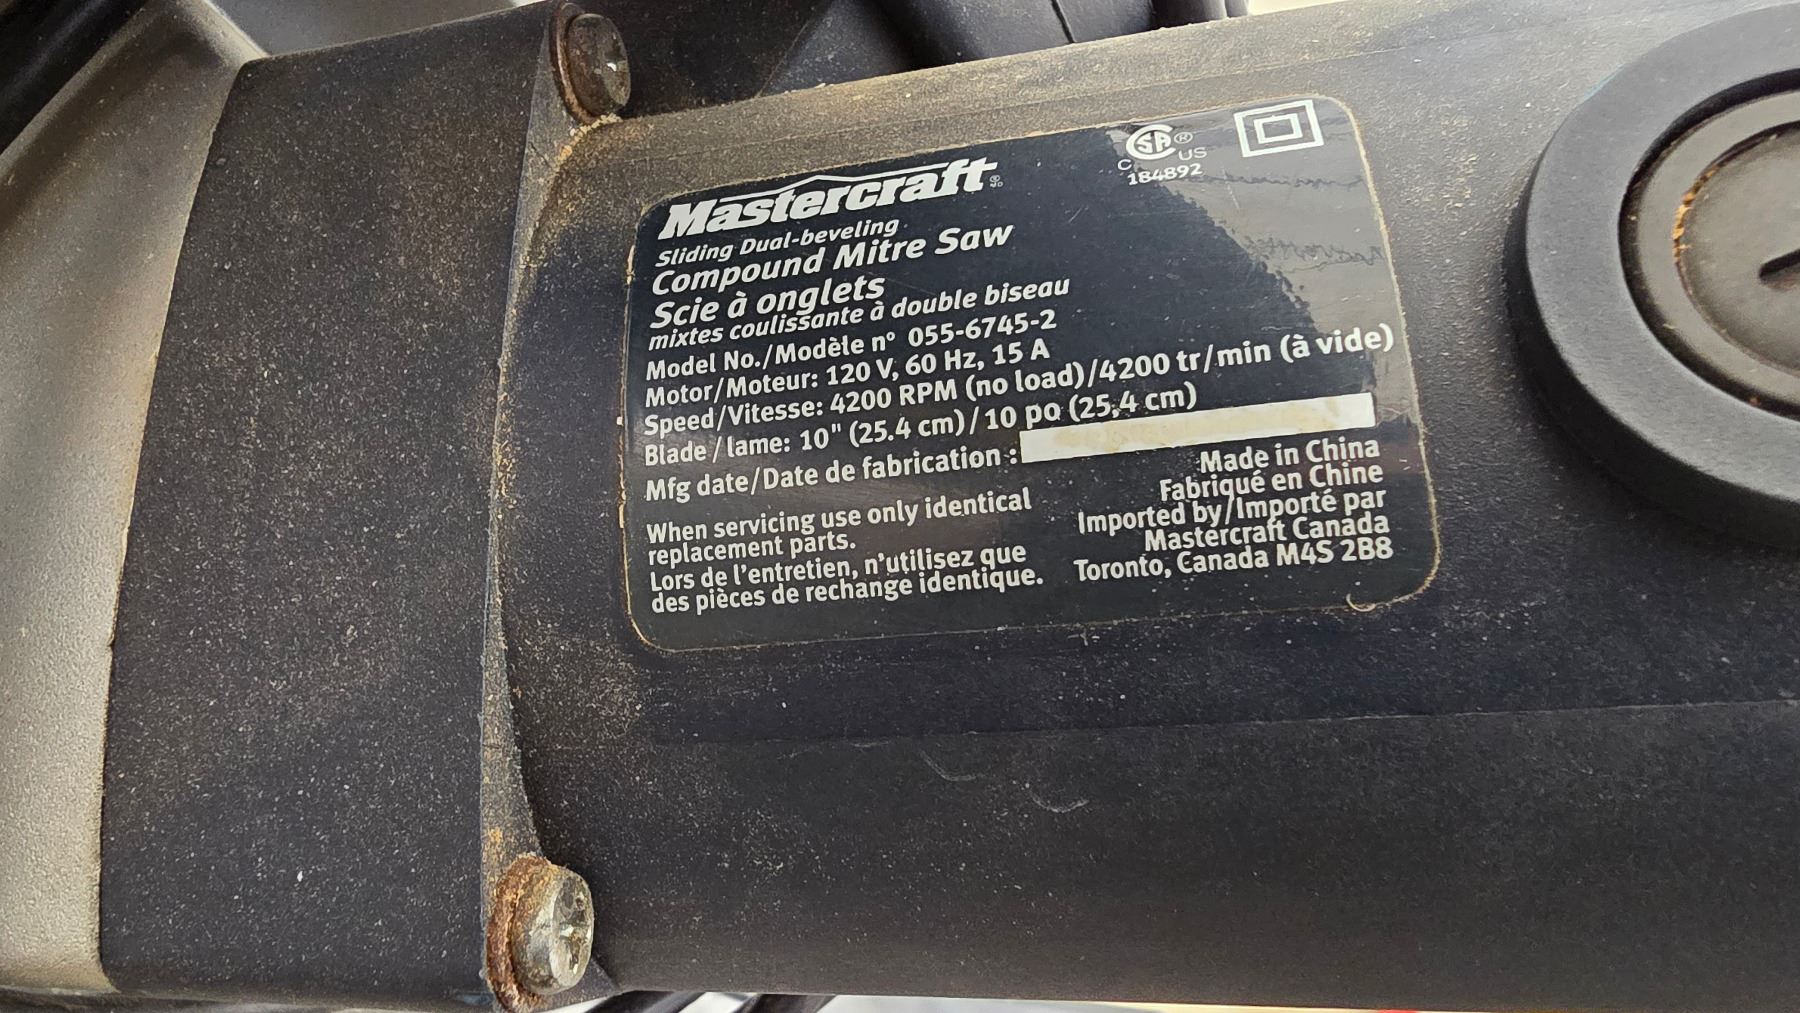 Mastercraft®
MD
CSA®
C US
184892
Sliding Dual-beveling
Compound Mitre Saw
Scie à onglets
mixtes coulissante à double biseau
Model No./Modèle nº 055-6745-2
Motor/Moteur: 120 V, 60 Hz, 15 A
Speed/Vitesse: 4200 RPM (no load)/4200 tr/min (à vide)
Blade/lame: 10" (25.4 cm)/10 po (25,4 cm)
Mfg date/Date de fabrication :
When servicing use only identical
replacement parts.
Lors de l'entretien, n'utilisez que
des pièces de rechange identique.
Made in China
Fabriqué en Chine
Imported by/Importé par
Mastercraft Canada
Toronto, Canada M4S 2B8